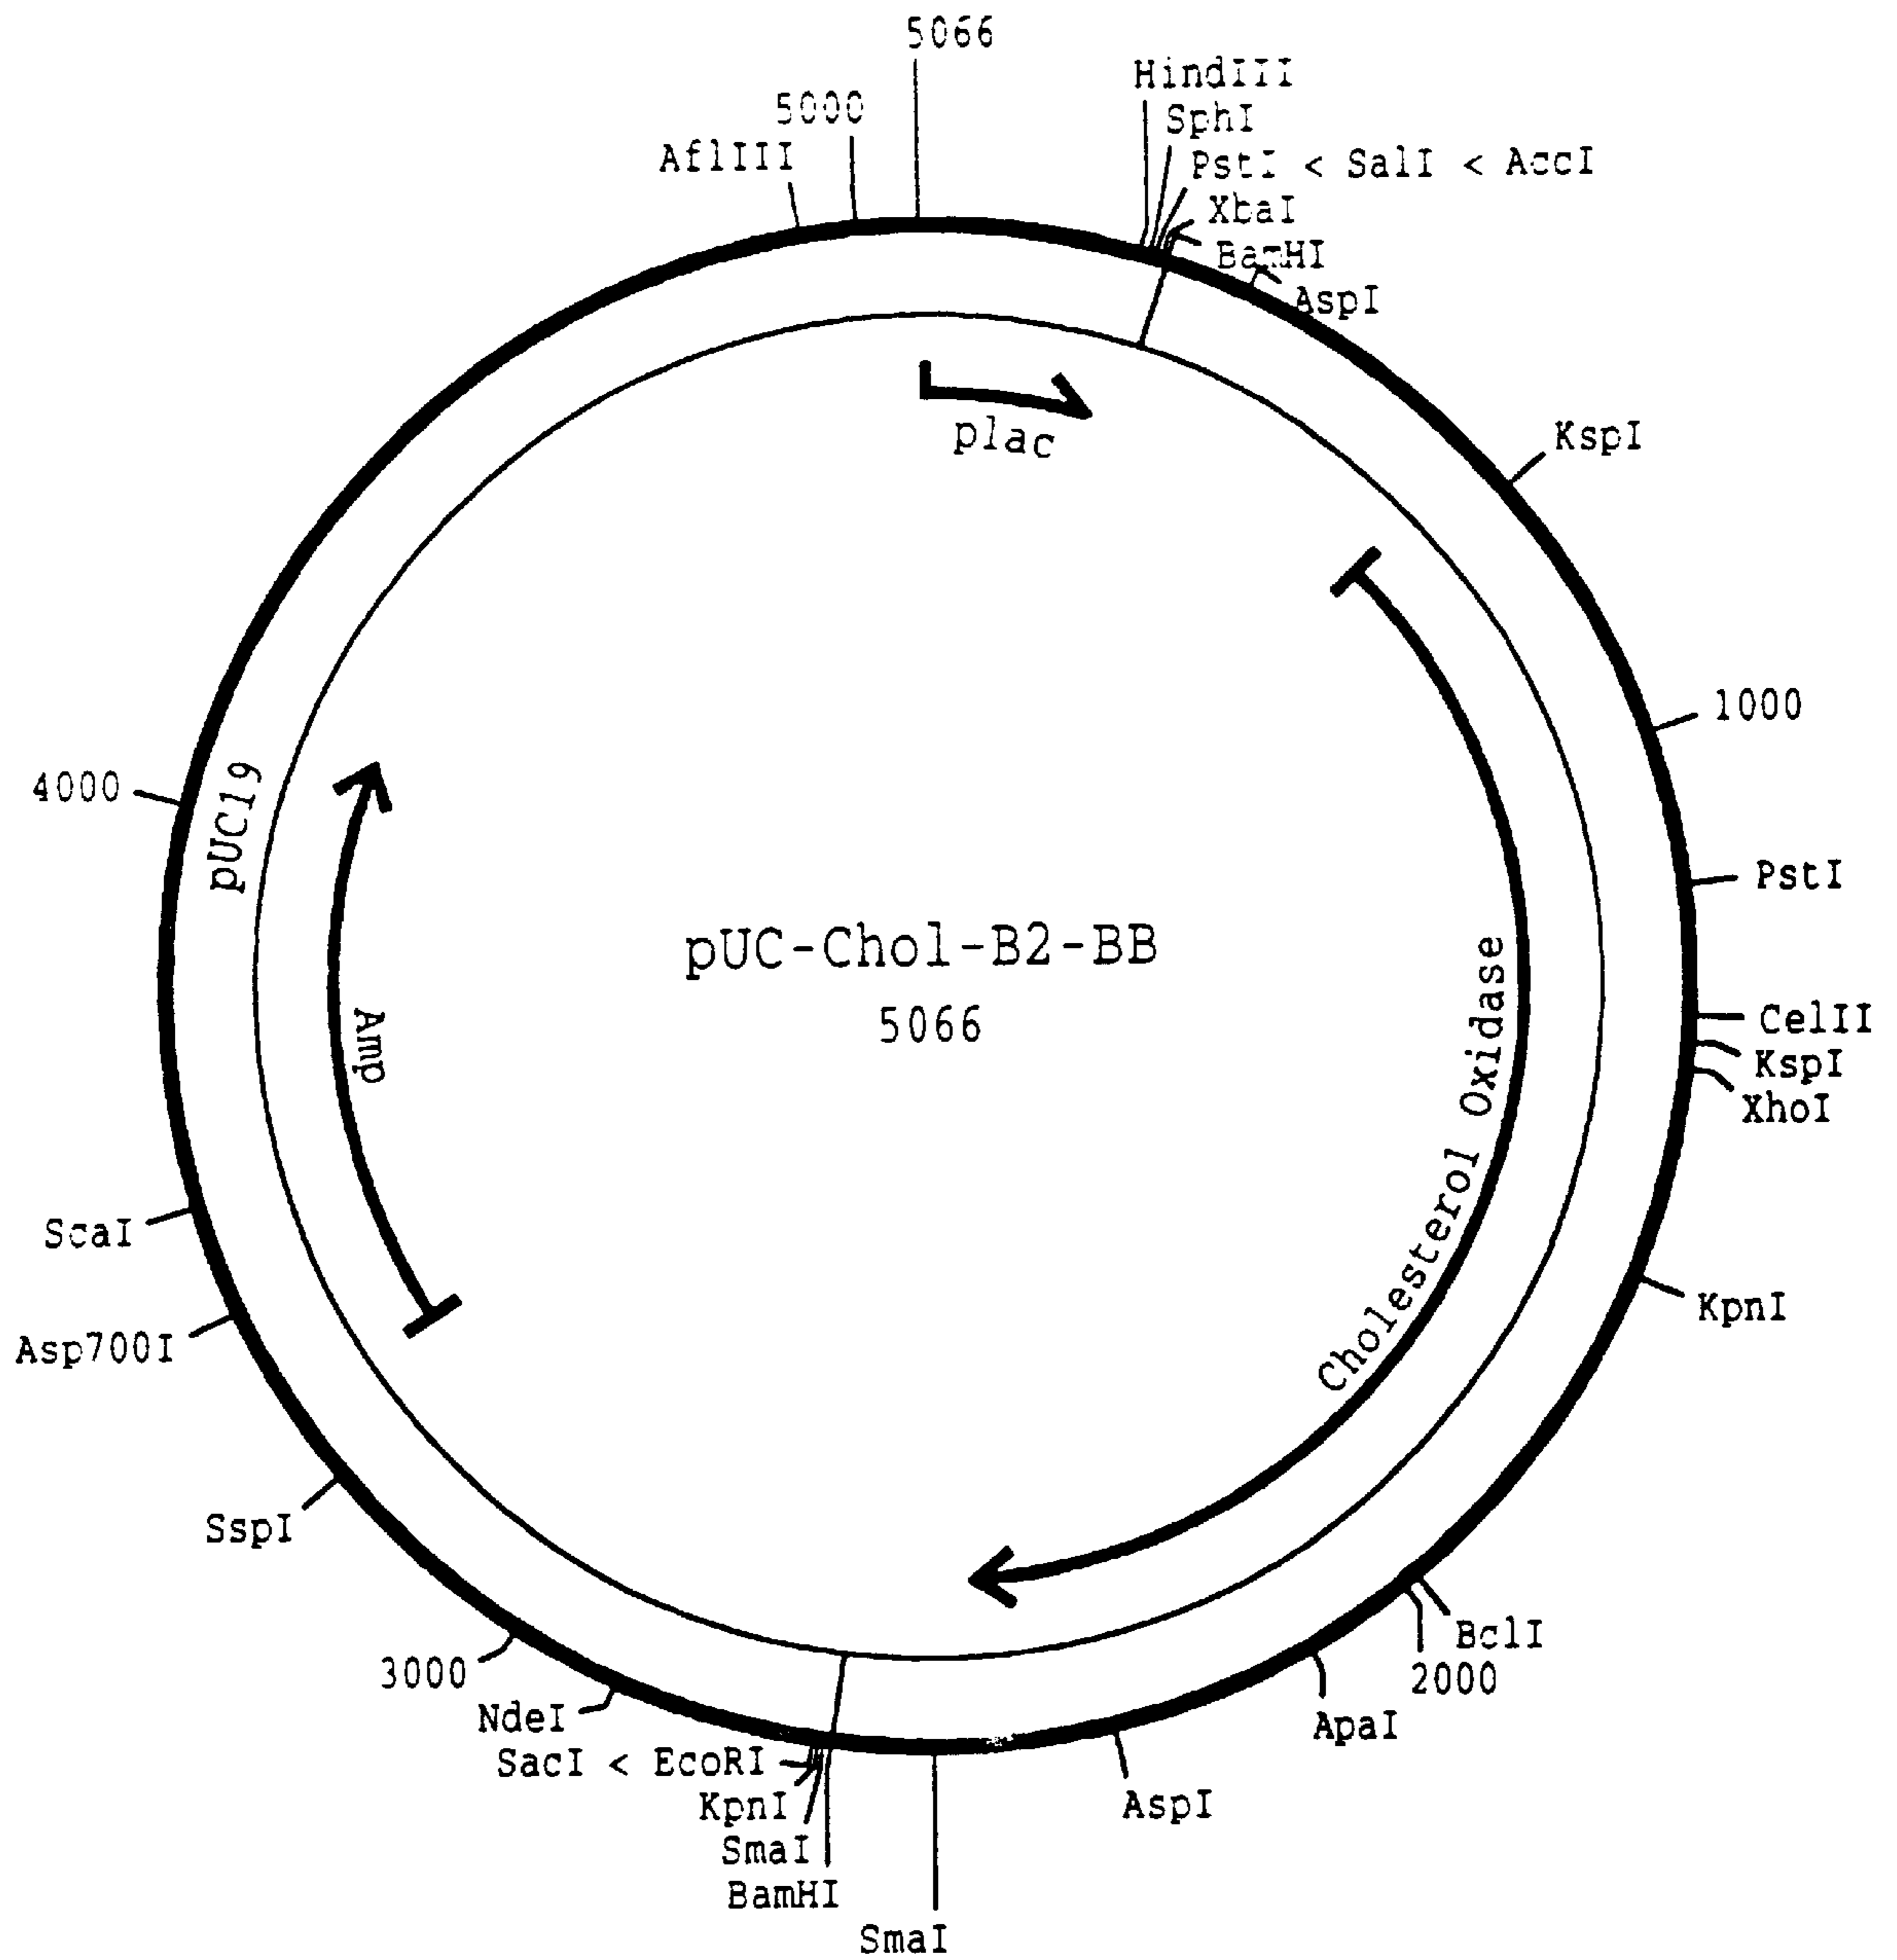 5066
HindIII
5000
SphI
AflIII
PstI < SalI < AccI
XbaI
BamHI
AspI
plac
KspI
1000
4000
pUC19
PstI
pUC-Chol-B2-BB
5066
Cholesterol Oxidase
Amp
CelII
KspI
XhoI
ScaI
KpnI
Asp700I
SspI
BclI
3000
2000
NdeI
ApaI
SacI < EcoRI
KpnI
AspI
SmaI
BamHI
SmaI